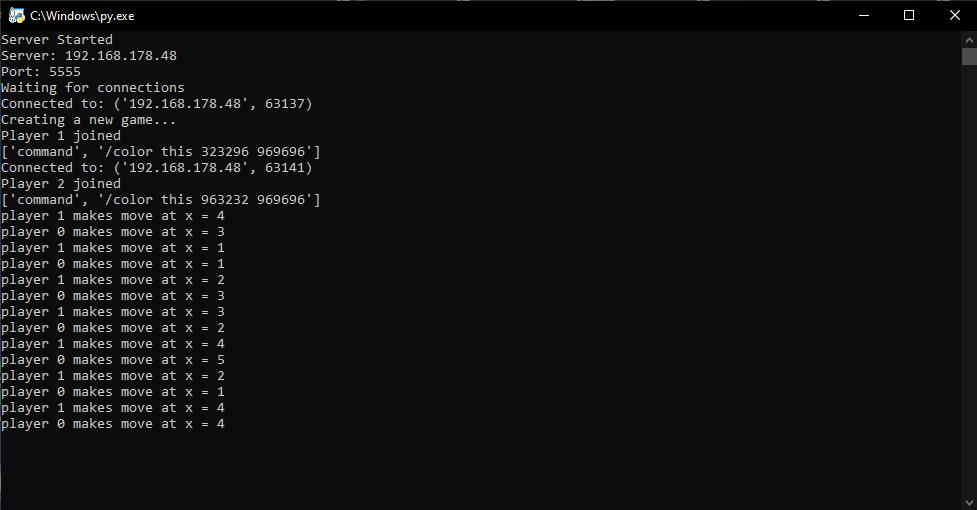 C:\Windows\py.exe
Server Started
Server: 192.168.178.48
Port: 5555
Waiting for connections
Connected to: ('192.168.178.48', 63137)
Creating a new game...
Player 1 joined
['command', '/color this 323296 969696']
Connected to: ('192.168.178.48', 63141)
Player 2 joined
['command', '/color this 963232 969696']
player 1 makes move at x = 4
player 0 makes move at x = 3
player 1 makes move at x = 1
player 0 makes move at x = 1
player 1 makes move at x = 2
player 0 makes move at x = 3
player 1 makes move at x = 3
player 0 makes move at x = 2
player 1 makes move at x = 4
player 0 makes move at x = 5
player 1 makes move at x = 2
player 0 makes move at x = 1
player 1 makes move at x = 4
player 0 makes move at x = 4